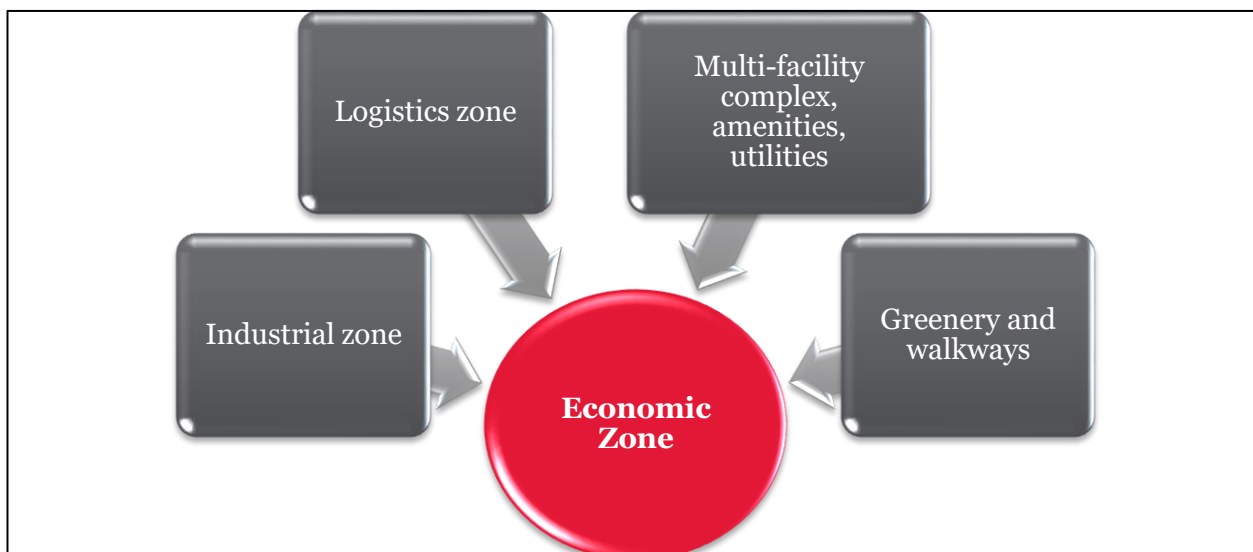 Logistics zone
Multi-facility
complex,
amenities,
utilities
Industrial zone
Greenery and
walkways
Economic
Zone